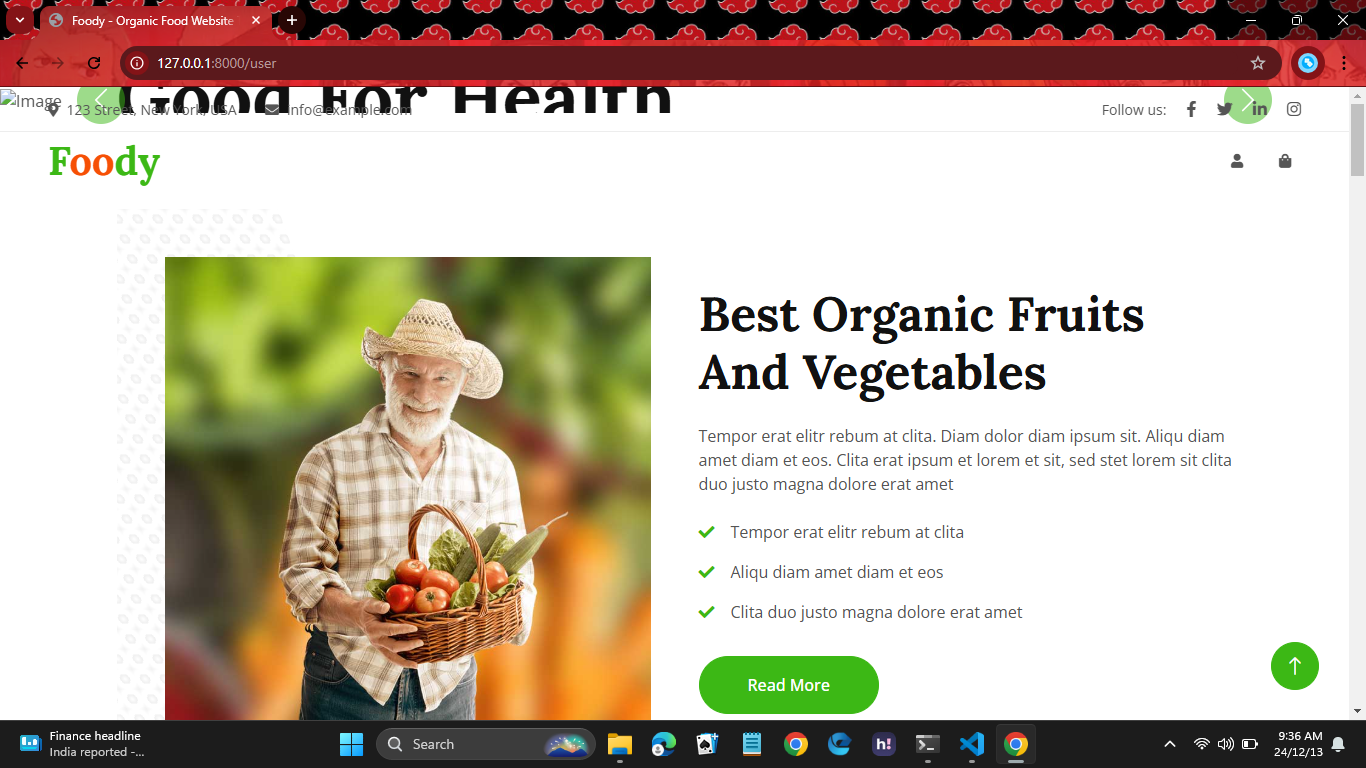 Foody - Organic Food Website
127.0.0.1:8000/user
Image
Good For Health
123 Street, New York, USA
info@example.com
Follow us:
Foody
Best Organic Fruits
And Vegetables
Tempor erat elitr rebum at clita. Diam dolor diam ipsum sit. Aliqu diam
amet diam et eos. Clita erat ipsum et lorem et sit, sed stet lorem sit clita
duo justo magna dolore erat amet
Tempor erat elitr rebum at clita
Aliqu diam amet diam et eos
Clita duo justo magna dolore erat amet
Read More
Finance headline
India reported -...
Search
h!
9:36 AM
24/12/13